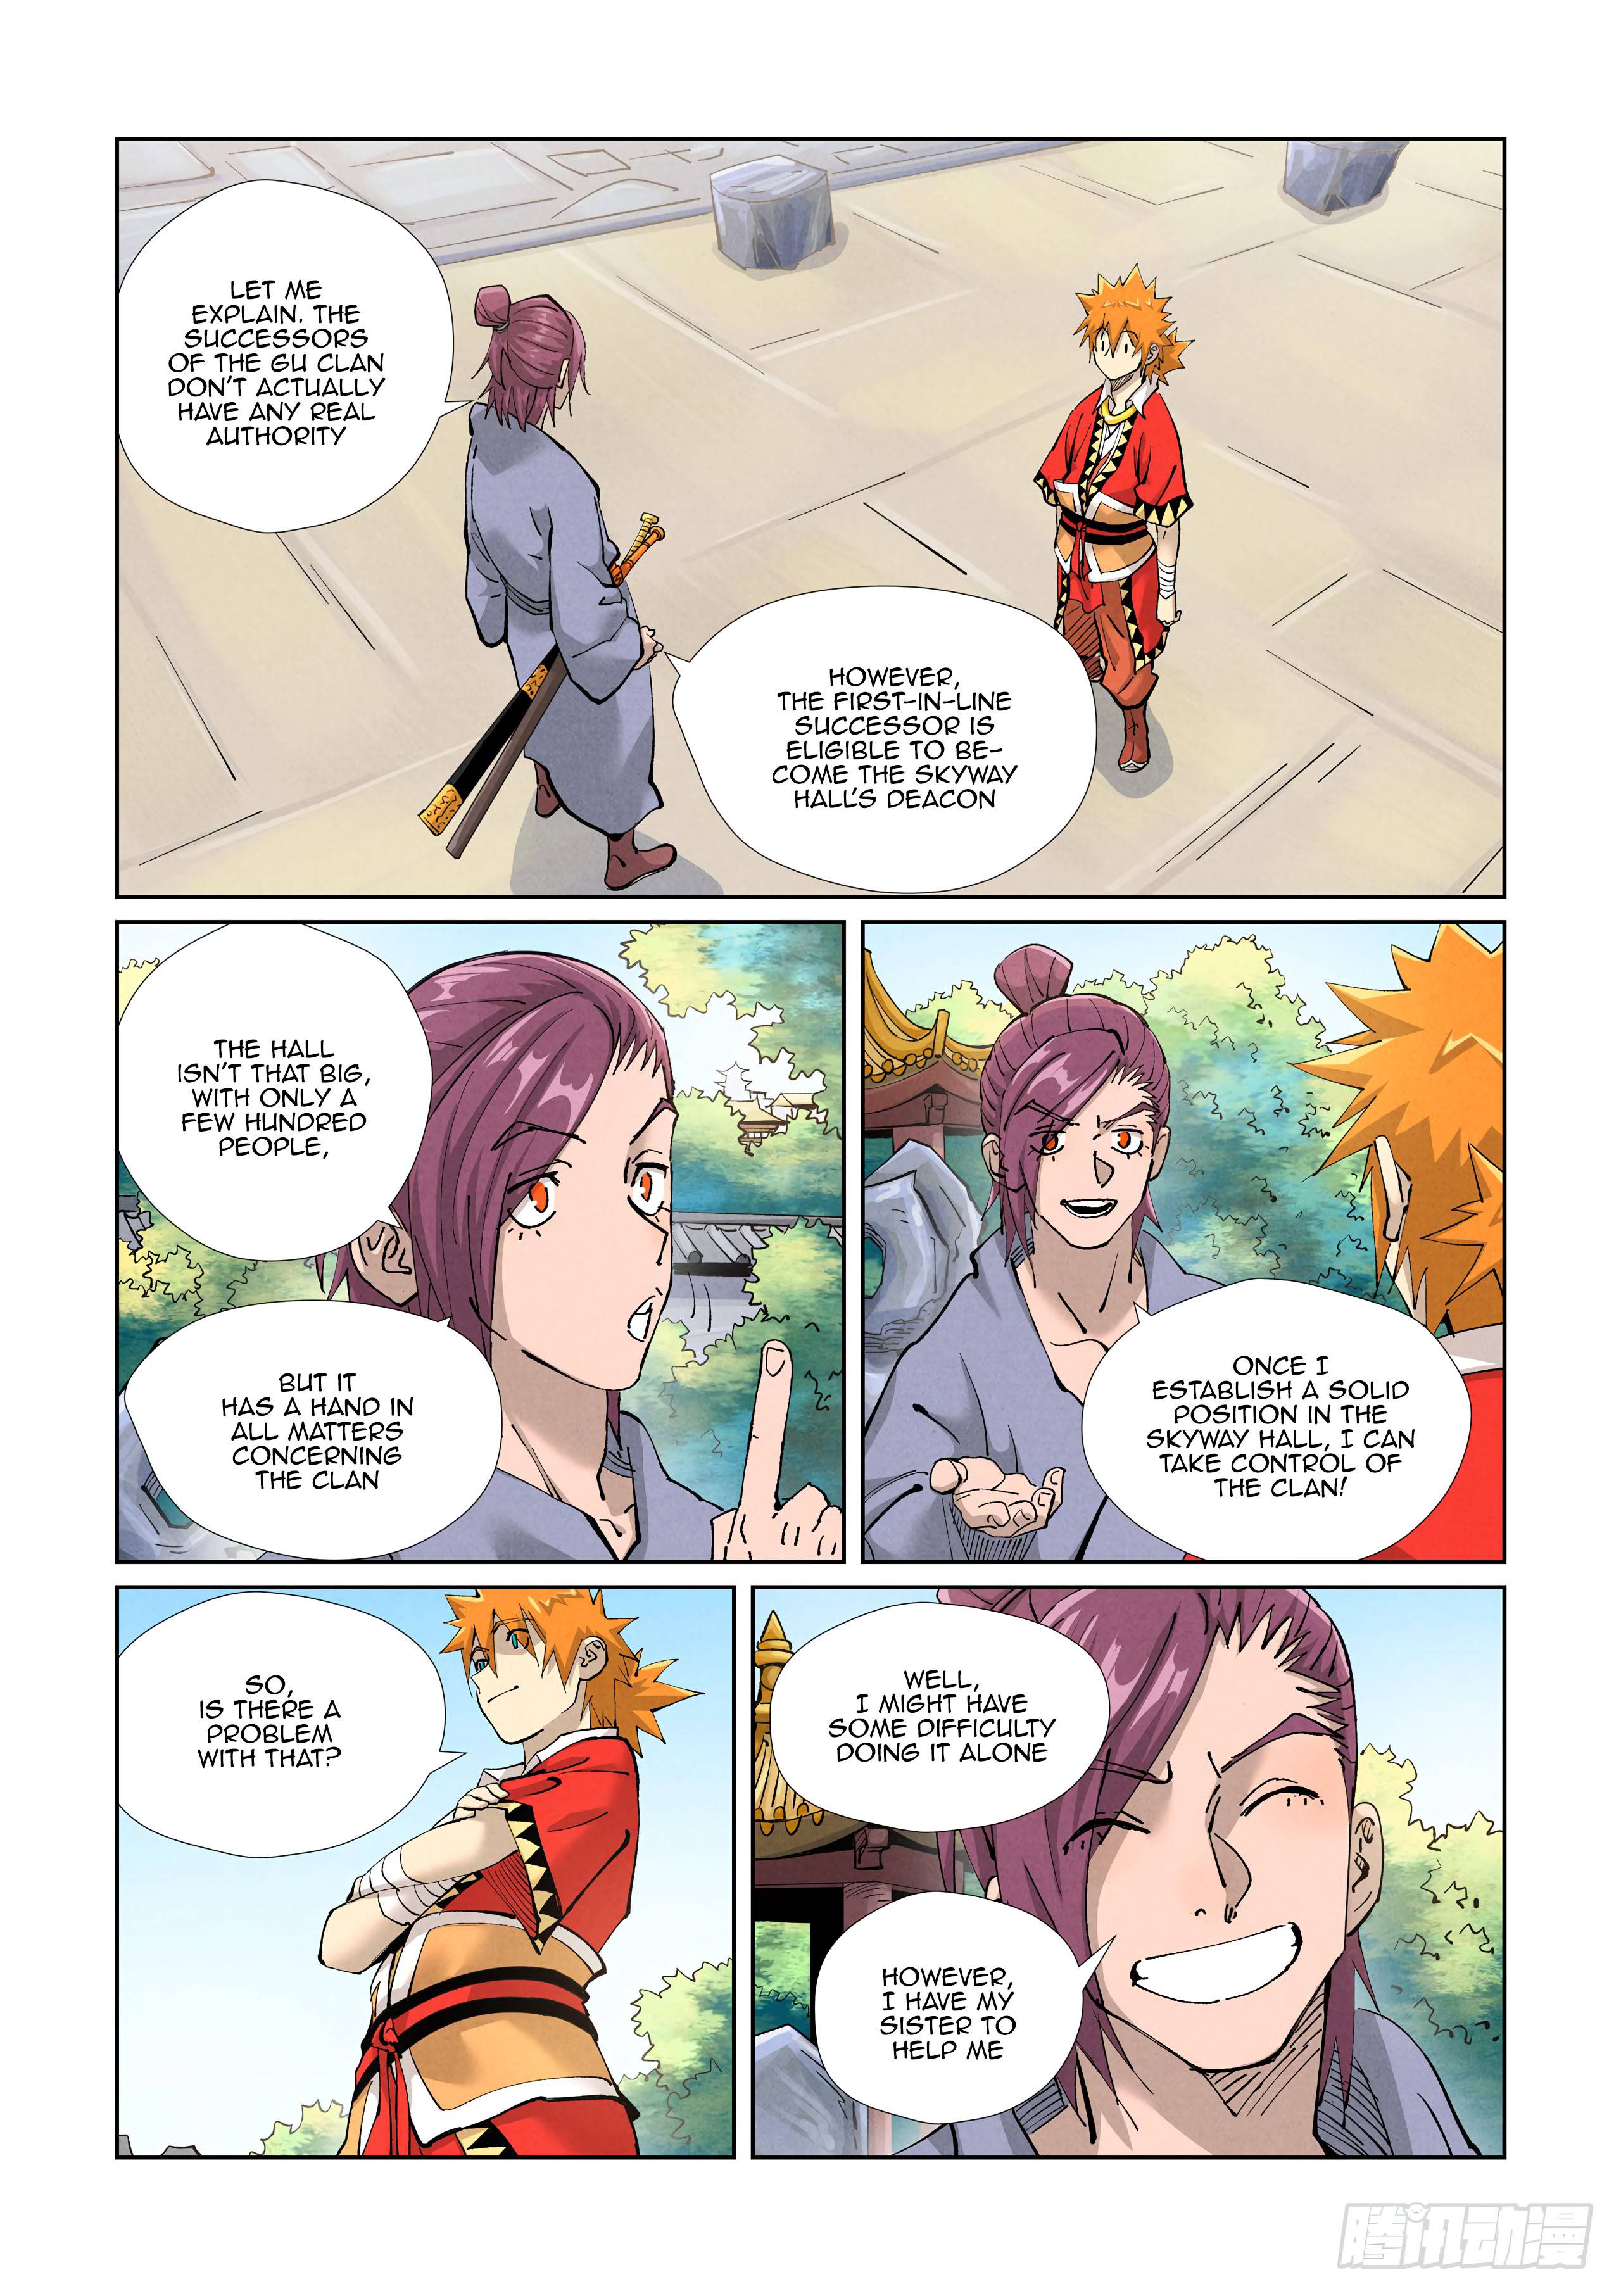 LET ME
EXPLAIN. THE
SUCCESSORS
OF THE GU CLAN
DON'T ACTUALLY
HAVE ANY REAL
AUTHORITY
HOWEVER,
THE FIRST-IN-LINE
SUCCESSOR IS
ELIGIBLE TO BE-
COME THE SKYWAY
HALL'S DEACON
THE HALL
ISN'T THAT BIG,
WITH ONLY A
FEW HUNDRED
PEOPLE,
BUT IT
HAS A HAND IN
ALL MATTERS
CONCERNING
THE CLAN
ONCE I
ESTABLISH A SOLID
POSITION IN THE
SKYWAY HALL, I CAN
TAKE CONTROL OF
THE CLAN!
SO,
IS THERE A
PROBLEM
WITH THAT?
WELL,
I MIGHT HAVE
SOME DIFFICULTY
DOING IT ALONE
HOWEVER,
I HAVE MY
SISTER TO
HELP ME
腾讯动漫